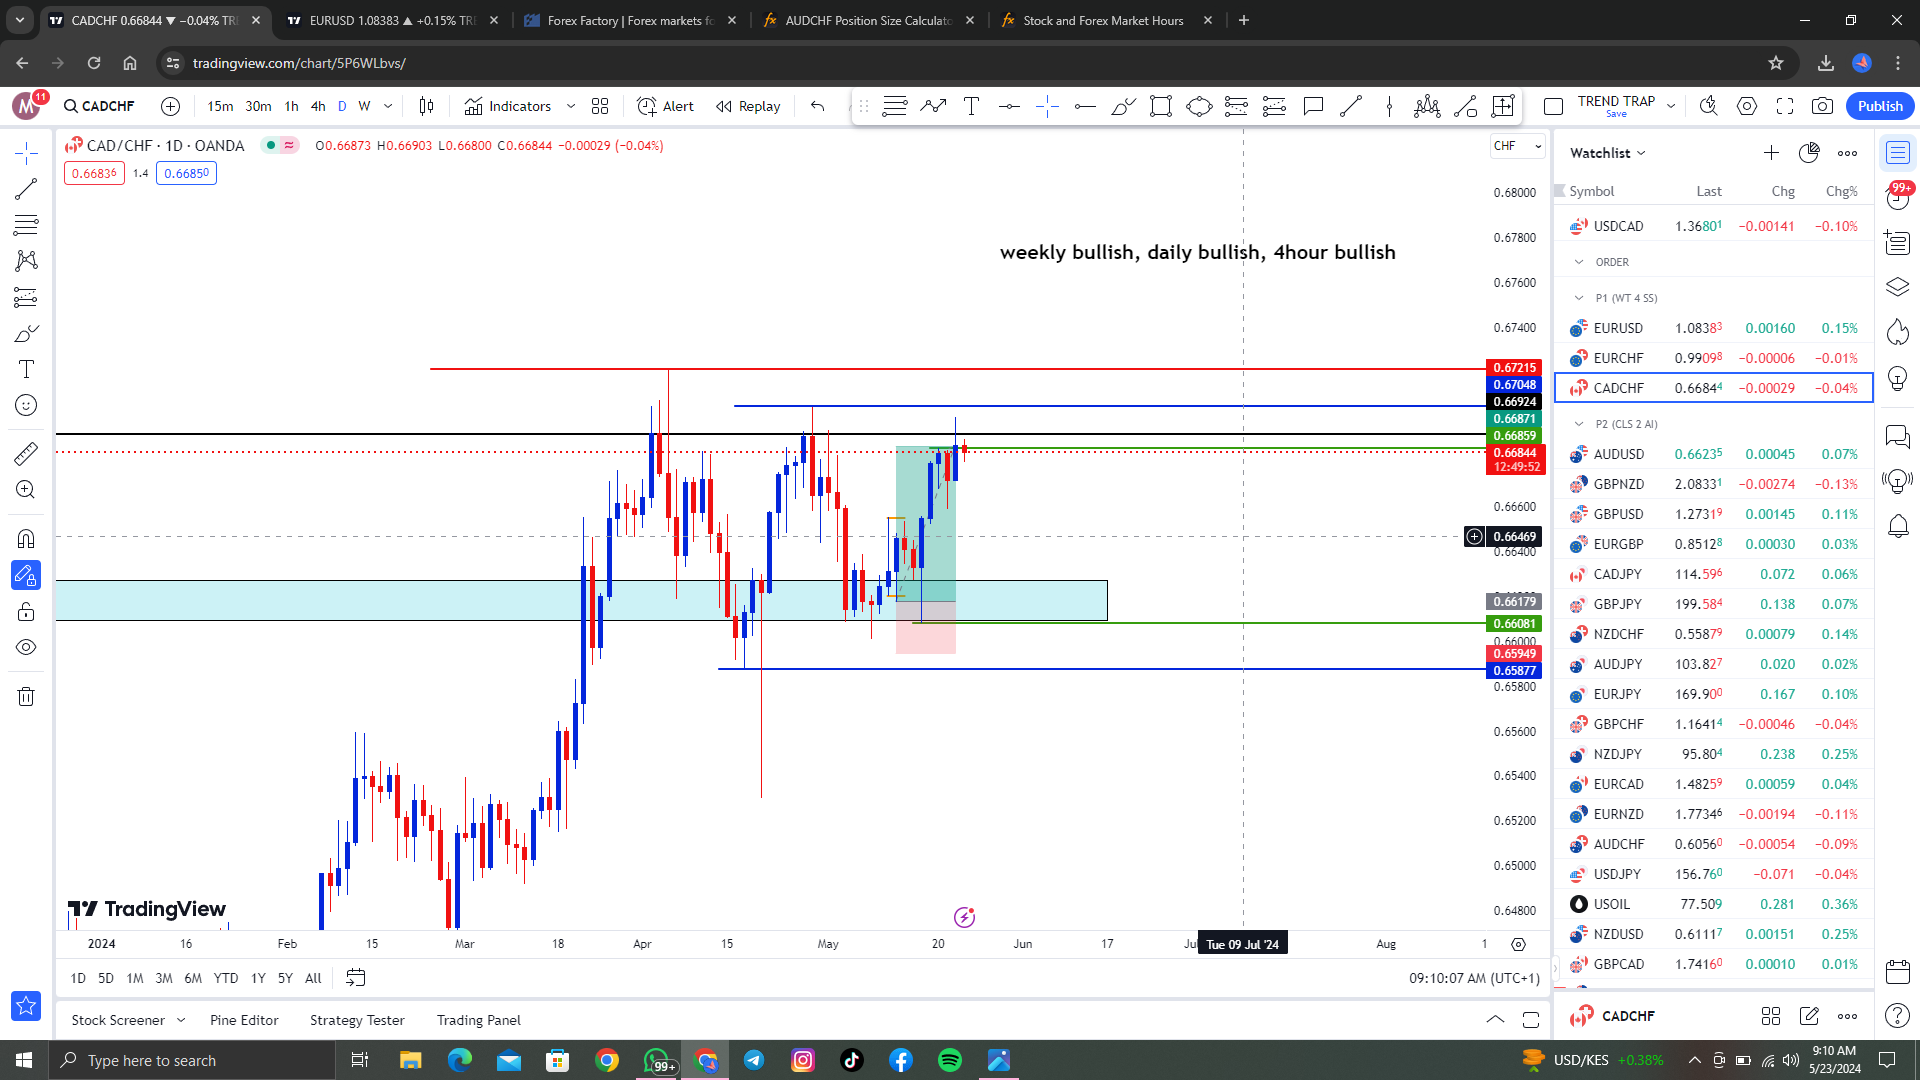 CADCHF 0.66844 ▼ −0.04% TRE
EURUSD 1.08383 ▲ +0.15% TRE
Forex Factory | Forex markets fo
AUDCHF Position Size Calculato
Stock and Forex Market Hours
tradingview.com/chart/5P6WLbvs/
M 11 CADCHF 15m 30m 1h 4h D W Indicators Alert Replay TREND TRAP Save Publish
CAD/CHF · 1D · OANDA O0.66873 H0.66903 L0.66800 C0.66844 −0.00029 (−0.04%)
0.66836 1.4 0.66850
CHF
0.68000
0.67800
weekly bullish, daily bullish, 4hour bullish
0.67600
0.67400
0.67215
0.67048
0.66924
0.66871
0.66859
0.66844
12:49:52
0.66600
0.66469
0.66400
0.66179
0.66081
0.66000
0.65949
0.65877
0.65800
0.65600
0.65400
0.65200
0.65000
0.64800
TradingView
2024 16 Feb 15 Mar 18 Apr 15 May 20 Jun 17 Tue 09 Jul '24 Aug 1
1D 5D 1M 3M 6M YTD 1Y 5Y All 09:10:07 AM (UTC+1)
Stock Screener Pine Editor Strategy Tester Trading Panel
Watchlist
Symbol Last Chg Chg%
99+
USDCAD 1.36801 −0.00141 −0.10%
ORDER
P1 (WT 4 SS)
EURUSD 1.08383 0.00160 0.15%
EURCHF 0.99098 −0.00006 −0.01%
CADCHF 0.66844 −0.00029 −0.04%
P2 (CLS 2 AI)
AUDUSD 0.66235 0.00045 0.07%
GBPNZD 2.08331 −0.00274 −0.13%
GBPUSD 1.27319 0.00145 0.11%
EURGBP 0.85128 0.00030 0.03%
CADJPY 114.596 0.072 0.06%
GBPJPY 199.584 0.138 0.07%
NZDCHF 0.55879 0.00079 0.14%
AUDJPY 103.827 0.020 0.02%
EURJPY 169.900 0.167 0.10%
GBPCHF 1.16414 −0.00046 −0.04%
NZDJPY 95.804 0.238 0.25%
EURCAD 1.48259 0.00059 0.04%
EURNZD 1.77346 −0.00194 −0.11%
AUDCHF 0.60560 −0.00054 −0.09%
USDJPY 156.760 −0.071 −0.04%
USOIL 77.509 0.281 0.36%
NZDUSD 0.61117 0.00151 0.25%
GBPCAD 1.74160 0.00010 0.01%
CADCHF
Type here to search
99+
USD/KES +0.38%
9:10 AM
5/23/2024